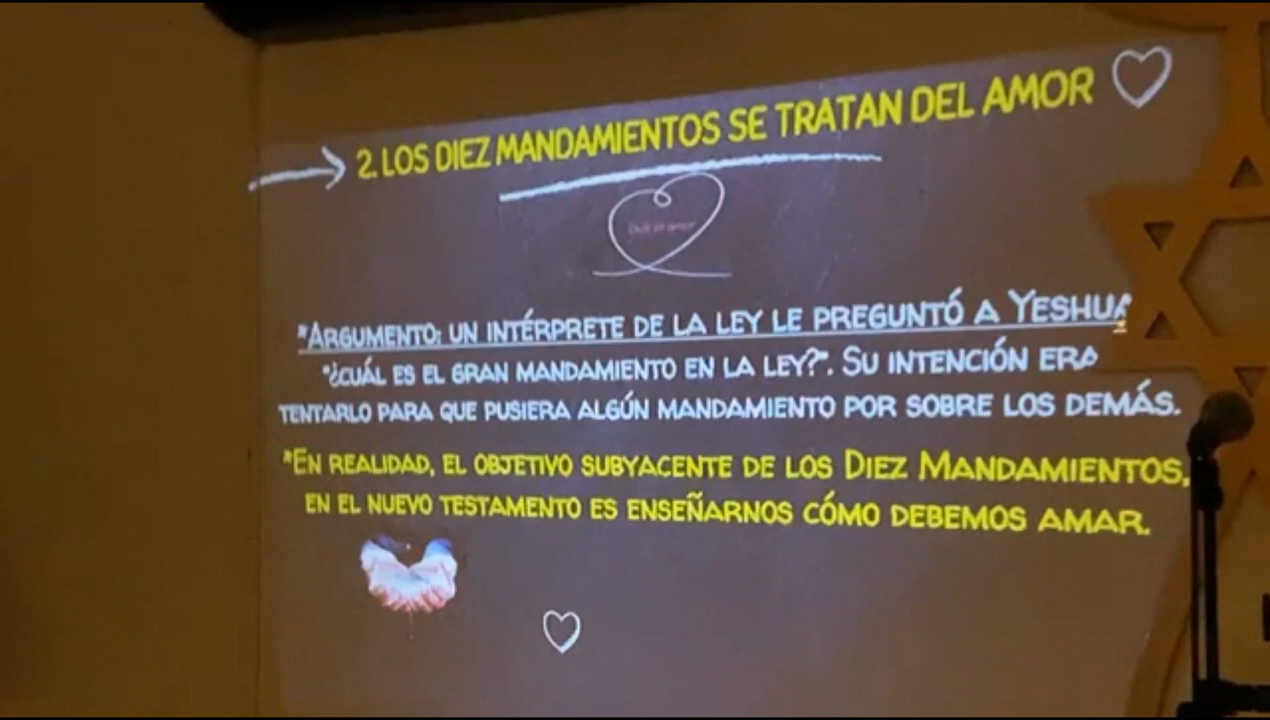 2. LOS DIEZ MANDAMIENTOS SE TRATAN DEL AMOR
*ARGUMENTO: UN INTÉRPRETE DE LA LEY LE PREGUNTÓ A YESHUA
"¿CUÁL ES EL GRAN MANDAMIENTO EN LA LEY?". SU INTENCIÓN ERA
TENTARLO PARA QUE PUSIERA ALGÚN MANDAMIENTO POR SOBRE LOS DEMÁS.
*EN REALIDAD, EL OBJETIVO SUBYACENTE DE LOS DIEZ MANDAMIENTOS,
EN EL NUEVO TESTAMENTO ES ENSEÑARNOS CÓMO DEBEMOS AMAR.